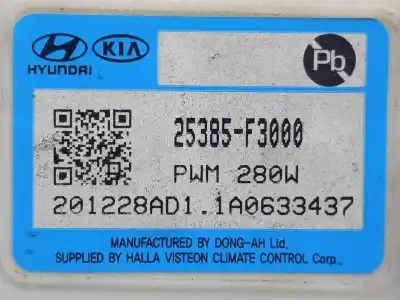 HYUNDAI
KIA
Pb
25385-F3000
PWM 280W
201228AD1.1A0633437
MANUFACTURED BY DONG-AH Ltd,
SUPPLIED BY HALLA VISTEON CLIMATE CONTROL Corp.